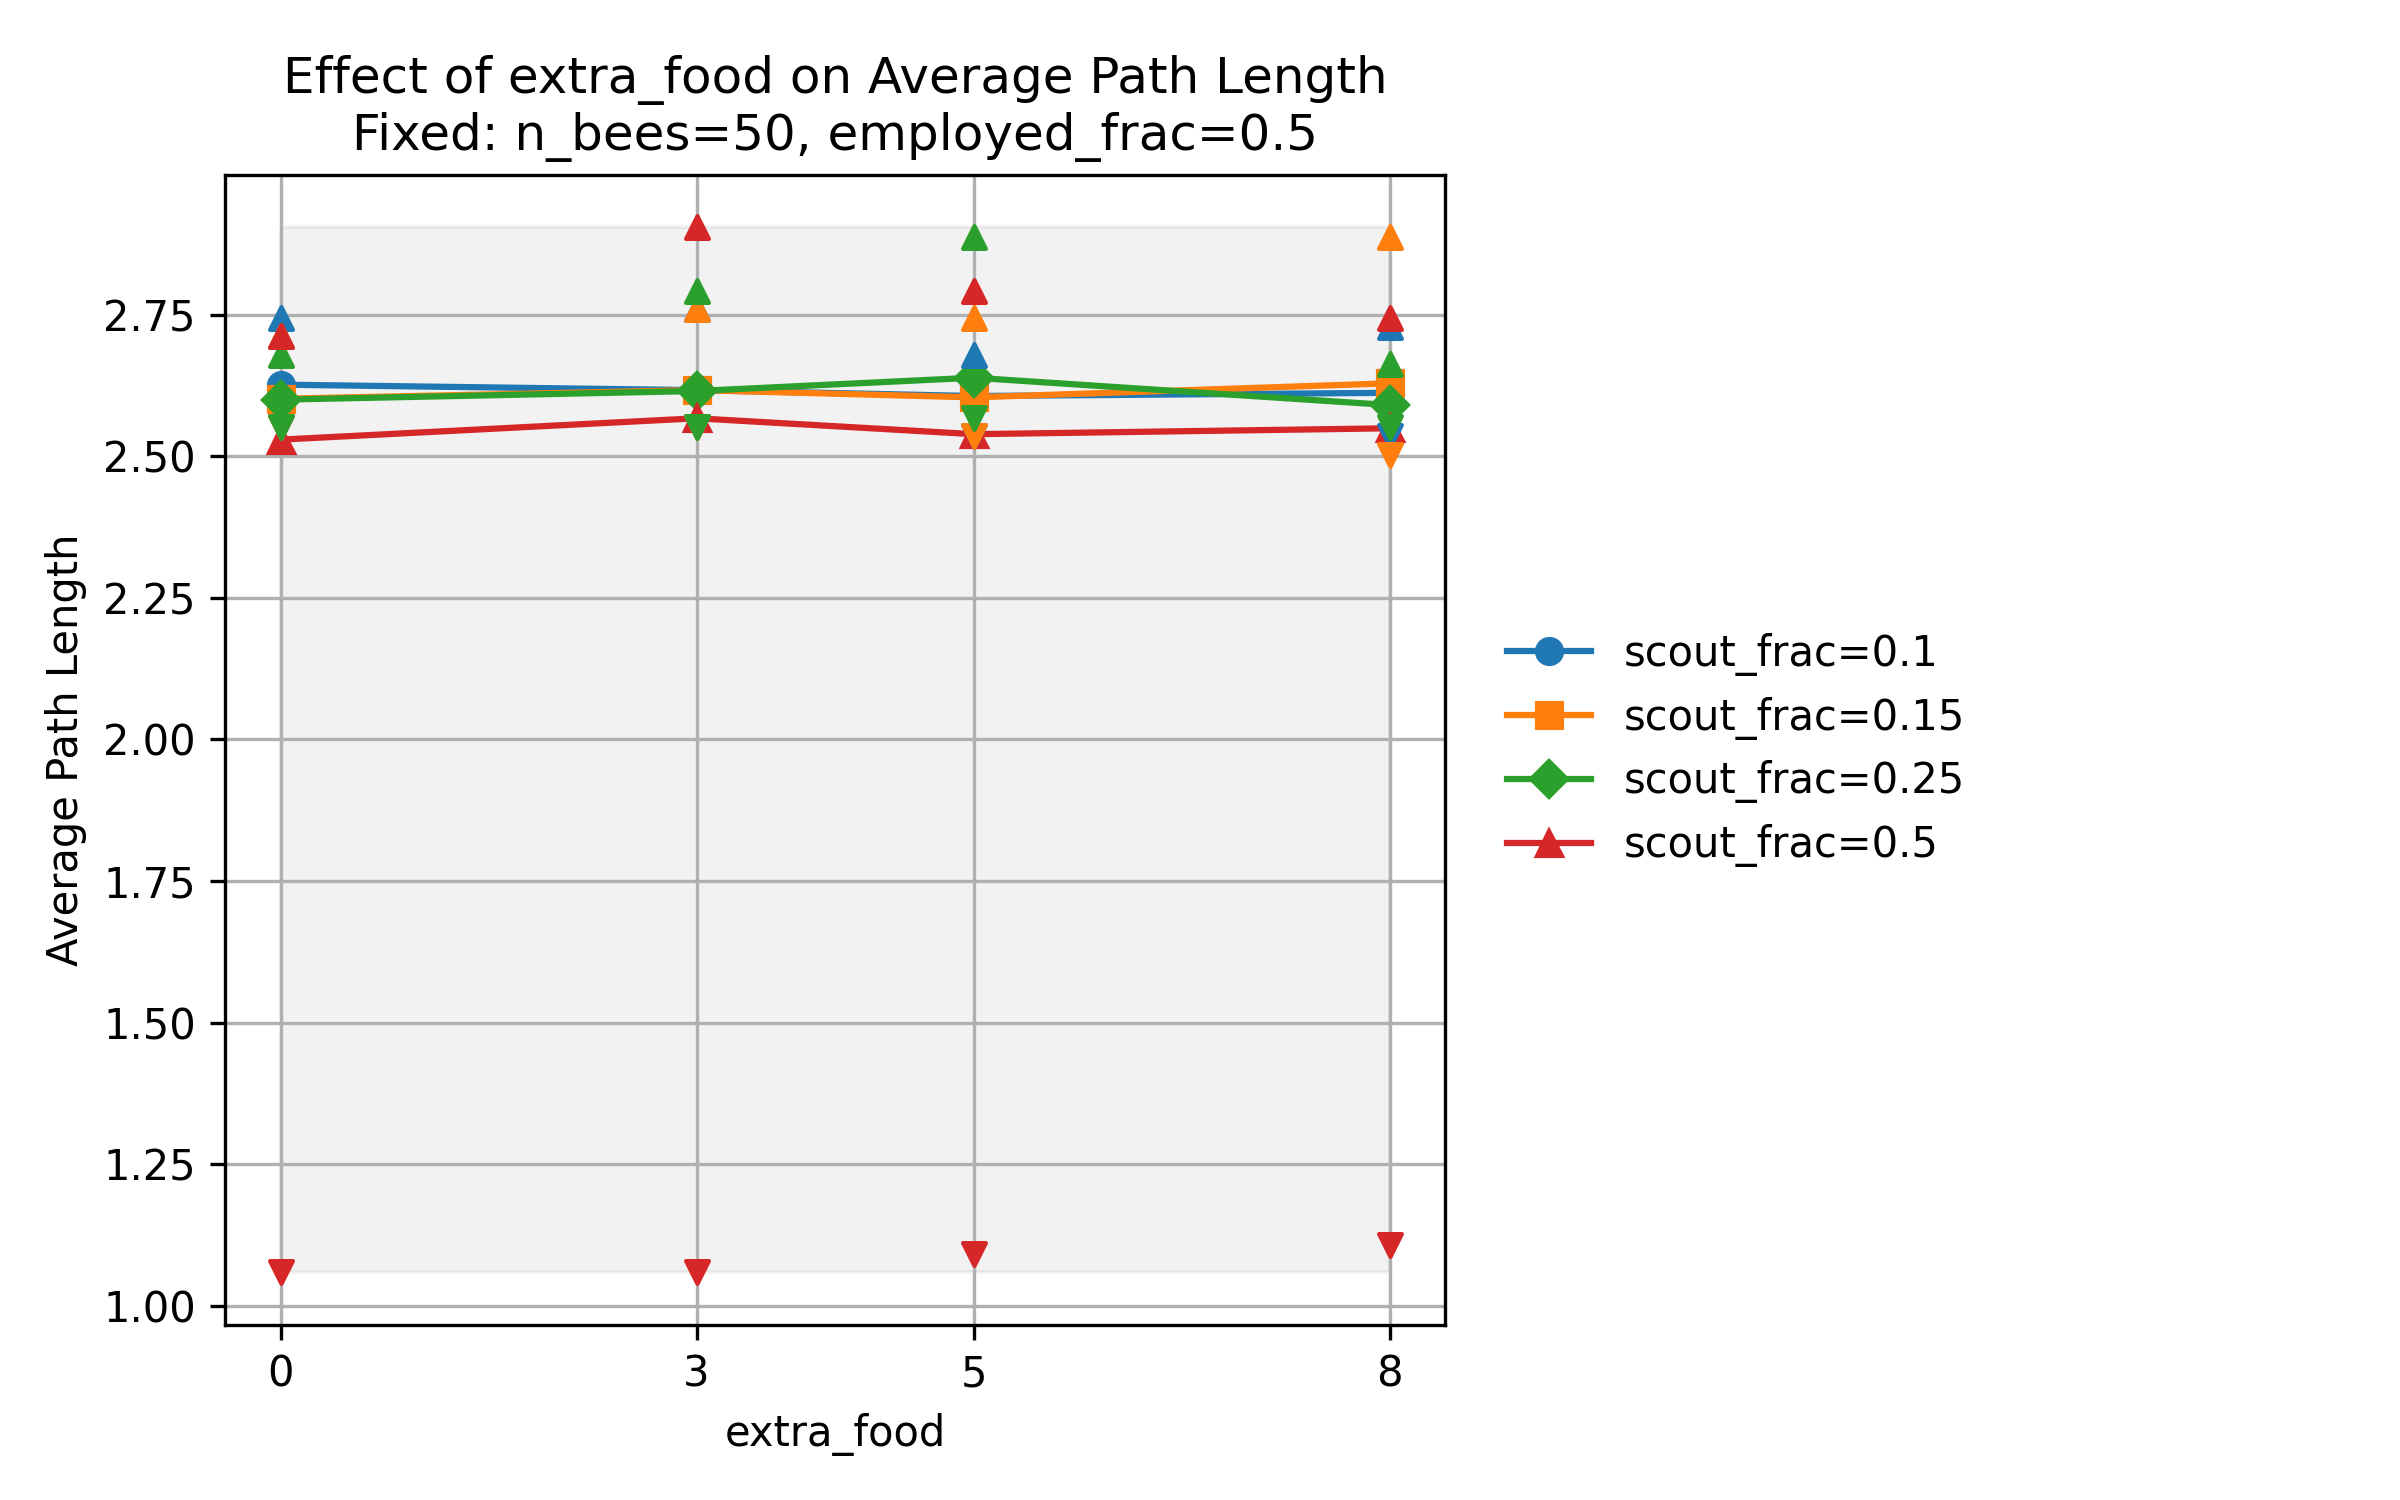 Effect of extra_food on Average Path Length
Fixed: n_bees=50, employed_frac=0.5
Average Path Length
2.75
2.50
2.25
2.00
1.75
1.50
1.25
1.00
0 3 5 8
extra_food
scout_frac=0.1
scout_frac=0.15
scout_frac=0.25
scout_frac=0.5